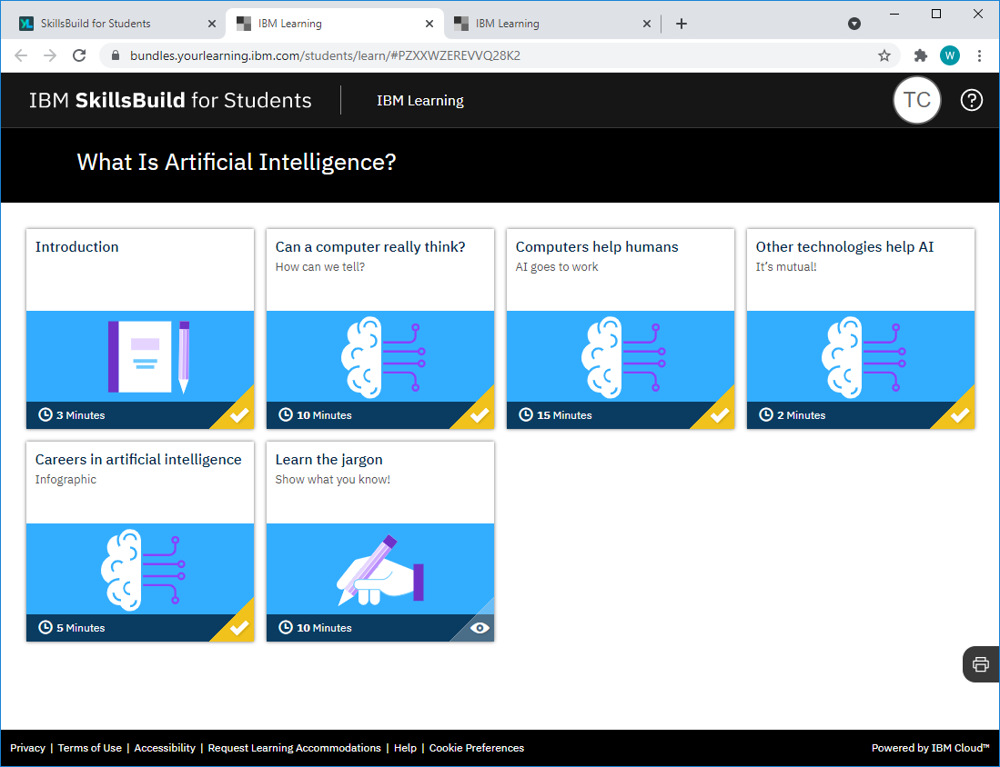 SkillsBuild for Students
IBM Learning
IBM Learning
bundles.yourlearning.ibm.com/students/learn/#PZXXWZEREVVQ28K2
W
IBM SkillsBuild for Students
IBM Learning
TC
?
What Is Artificial Intelligence?
Introduction
3 Minutes
Can a computer really think?
How can we tell?
10 Minutes
Computers help humans
AI goes to work
15 Minutes
Other technologies help AI
It’s mutual!
2 Minutes
Careers in artificial intelligence
Infographic
5 Minutes
Learn the jargon
Show what you know!
10 Minutes
Privacy | Terms of Use | Accessibility | Request Learning Accommodations | Help | Cookie Preferences
Powered by IBM Cloud™